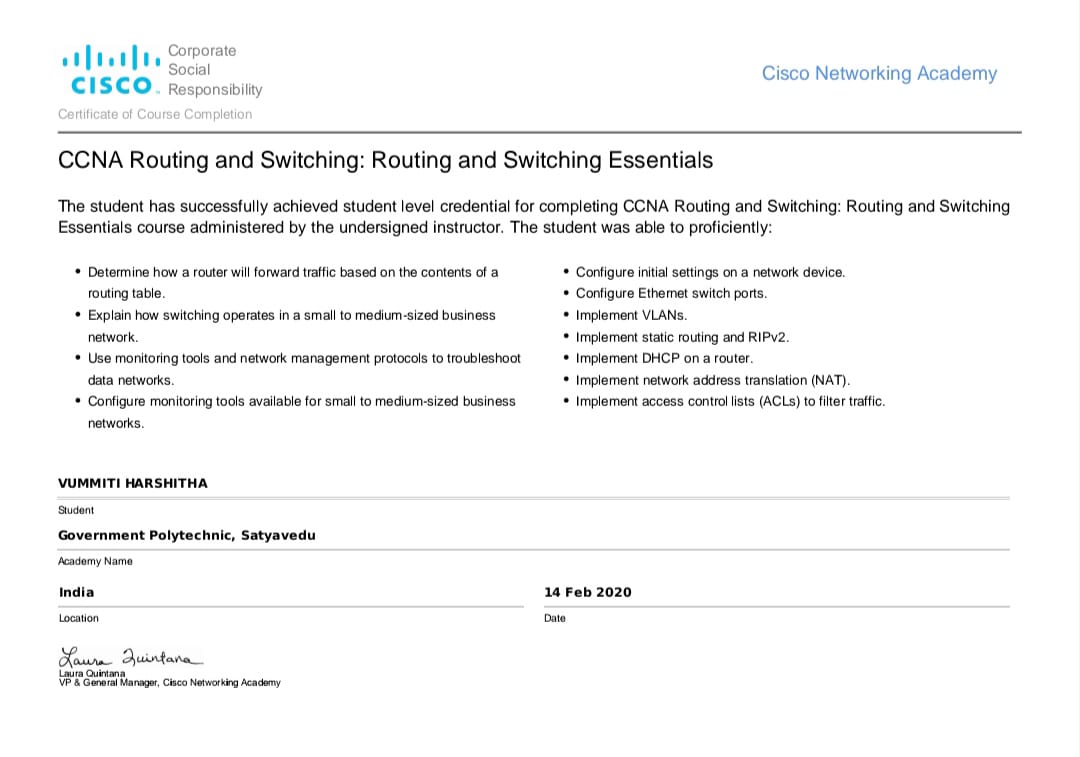 Corporate
Social
Responsibility
CISCO
Cisco Networking Academy
Certificate of Course Completion
CCNA Routing and Switching: Routing and Switching Essentials
The student has successfully achieved student level credential for completing CCNA Routing and Switching: Routing and Switching
Essentials course administered by the undersigned instructor. The student was able to proficiently:
• Determine how a router will forward traffic based on the contents of a
routing table.
• Explain how switching operates in a small to medium-sized business
network.
• Use monitoring tools and network management protocols to troubleshoot
data networks.
• Configure monitoring tools available for small to medium-sized business
networks.
• Configure initial settings on a network device.
• Configure Ethernet switch ports.
• Implement VLANs.
• Implement static routing and RIPv2.
• Implement DHCP on a router.
• Implement network address translation (NAT).
• Implement access control lists (ACLs) to filter traffic.
VUMMITI HARSHITHA
Student
Government Polytechnic, Satyavedu
Academy Name
India
Location
14 Feb 2020
Date
Laura Quintana
Laura Quintana
VP & General Manager, Cisco Networking Academy